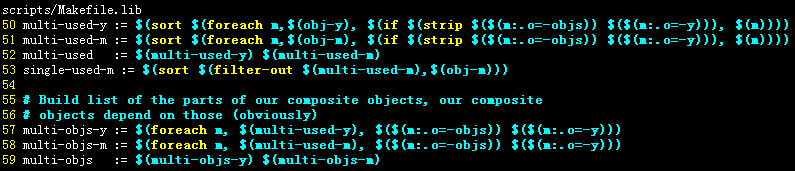 scripts/Makefile.lib
50 multi-used-y := $(sort $(foreach m,$(obj-y), $(if $(strip $($(m:.o=-objs)) $($(m:.o=-y))), $(m))))
51 multi-used-m := $(sort $(foreach m,$(obj-m), $(if $(strip $($(m:.o=-objs)) $($(m:.o=-y))), $(m))))
52 multi-used   := $(multi-used-y) $(multi-used-m)
53 single-used-m := $(sort $(filter-out $(multi-used-m),$(obj-m)))
54
55 # Build list of the parts of our composite objects, our composite
56 # objects depend on those (obviously)
57 multi-objs-y := $(foreach m, $(multi-used-y), $($(m:.o=-objs)) $($(m:.o=-y)))
58 multi-objs-m := $(foreach m, $(multi-used-m), $($(m:.o=-objs)) $($(m:.o=-y)))
59 multi-objs   := $(multi-objs-y) $(multi-objs-m)